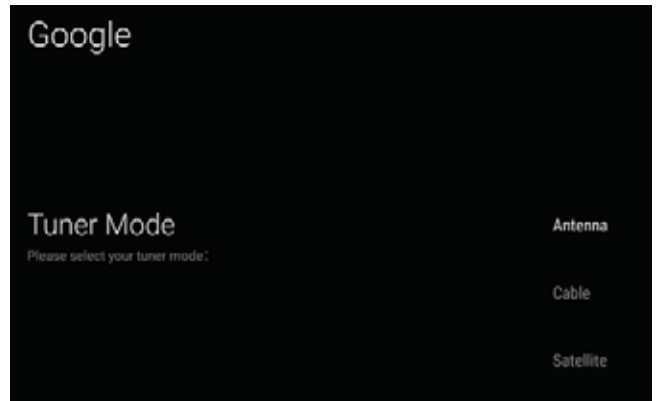 Google
Tuner Mode
Antenna
Please select your tuner mode:
Cable
Satellite